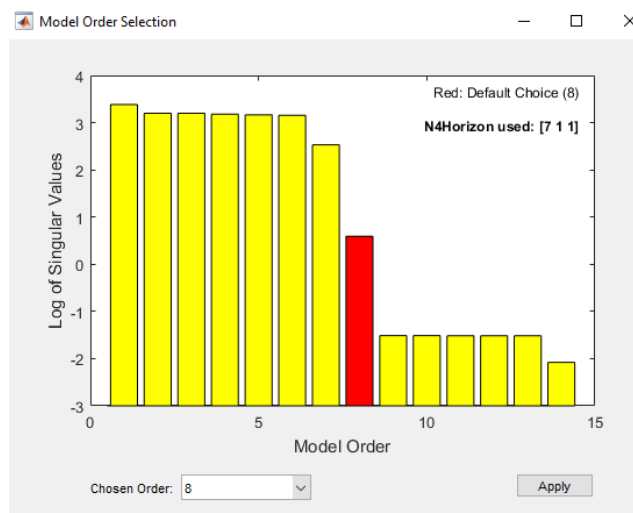 Model Order Selection
Red: Default Choice (8)
N4Horizon used: [7 1 1]
Log of Singular Values
4
3
2
1
0
-1
-2
-3
0 5 10 15
Model Order
Chosen Order: 8 Apply